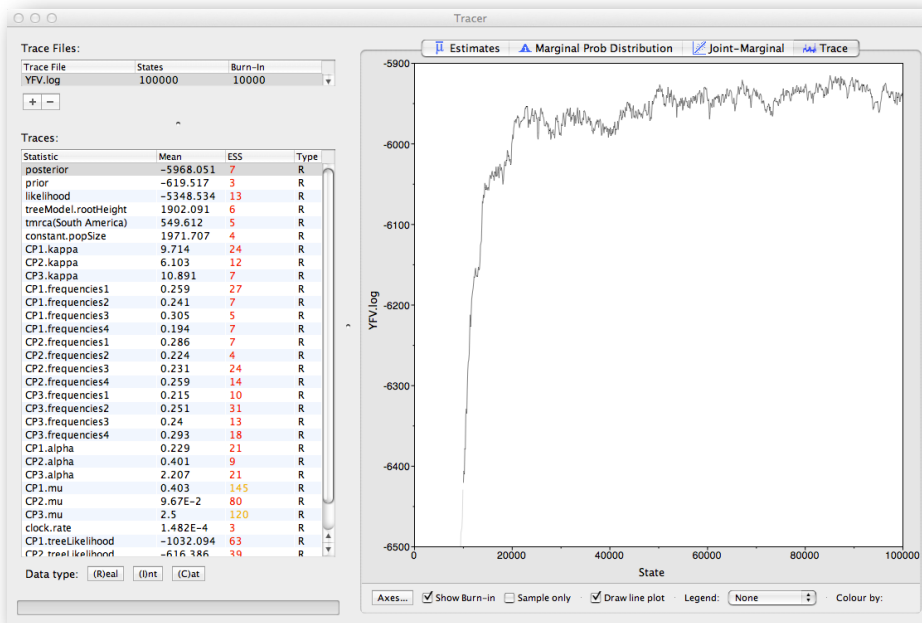 Tracer
Trace Files:
Trace File States Burn-In
YFV.log 100000 10000
+ −
Traces:
Statistic Mean ESS Type
posterior -5968.051 7 R
prior -619.517 3 R
likelihood -5348.534 13 R
treeModel.rootHeight 1902.091 6 R
tmrca(South America) 549.612 5 R
constant.popSize 1971.707 4 R
CP1.kappa 9.714 24 R
CP2.kappa 6.103 12 R
CP3.kappa 10.891 7 R
CP1.frequencies1 0.259 27 R
CP1.frequencies2 0.241 7 R
CP1.frequencies3 0.305 5 R
CP1.frequencies4 0.194 7 R
CP2.frequencies1 0.286 7 R
CP2.frequencies2 0.224 4 R
CP2.frequencies3 0.231 24 R
CP2.frequencies4 0.259 14 R
CP3.frequencies1 0.215 10 R
CP3.frequencies2 0.251 31 R
CP3.frequencies3 0.24 13 R
CP3.frequencies4 0.293 18 R
CP1.alpha 0.229 21 R
CP2.alpha 0.401 9 R
CP3.alpha 2.207 21 R
CP1.mu 0.403 145 R
CP2.mu 9.67E-2 80 R
CP3.mu 2.5 120 R
clock.rate 1.482E-4 3 R
CP1.treeLikelihood -1032.094 63 R
CP2.treeLikelihood -616.386 39 R
Data type: (R)eal (I)nt (C)at
Estimates Marginal Prob Distribution Joint-Marginal Trace
-5900
-6000
-6100
-6200
-6300
-6400
-6500
YFV.log
0 20000 40000 60000 80000 100000
State
Axes... Show Burn-in Sample only Draw line plot Legend: None Colour by: